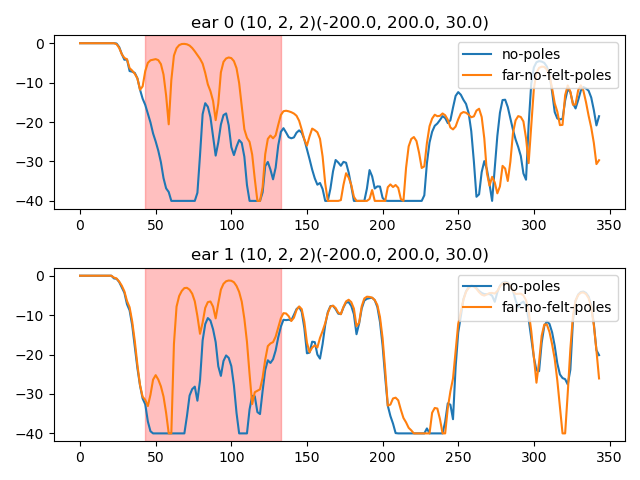 ear 0 (10, 2, 2)(-200.0, 200.0, 30.0)
0
−10
−20
−30
−40
no-poles
far-no-felt-poles
0 50 100 150 200 250 300 350
ear 1 (10, 2, 2)(-200.0, 200.0, 30.0)
0
−10
−20
−30
−40
no-poles
far-no-felt-poles
0 50 100 150 200 250 300 350